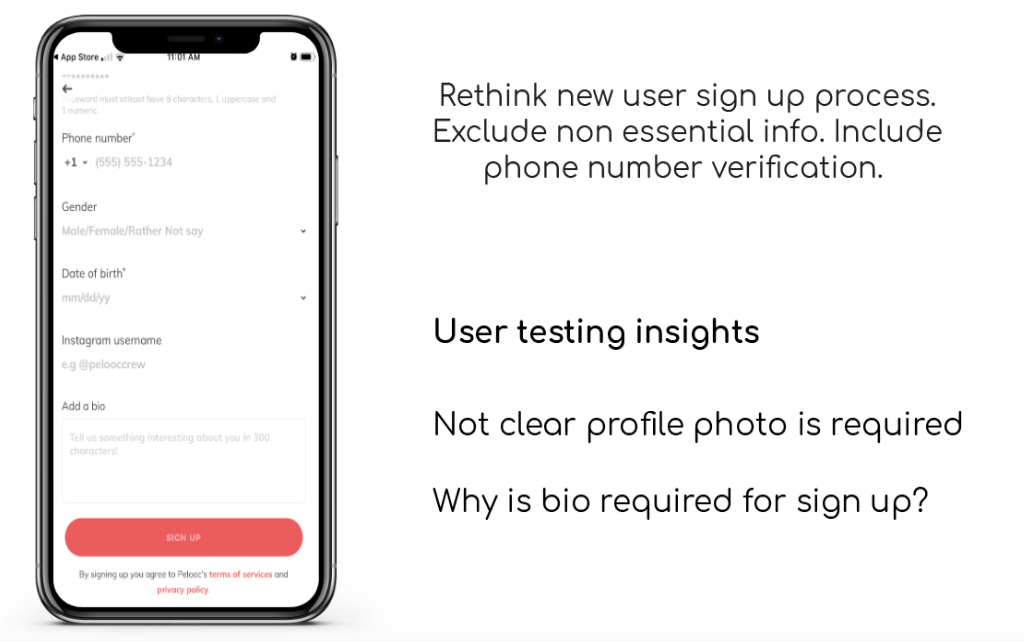 App Store
11:01 AM
**********
password must atleast have 8 characters, 1 uppercase and
1 numeric.
Phone number*
+1 (555) 555-1234
Gender
Male/Female/Rather Not say
Date of birth*
mm/dd/yy
Instagram username
e.g @pelooccrew
Add a bio
Tell us something interesting about you in 300
characters!
SIGN UP
By signing up you agree to Pelooc's terms of services and
privacy policy.
Rethink new user sign up process.
Exclude non essential info. Include
phone number verification.
User testing insights
Not clear profile photo is required
Why is bio required for sign up?